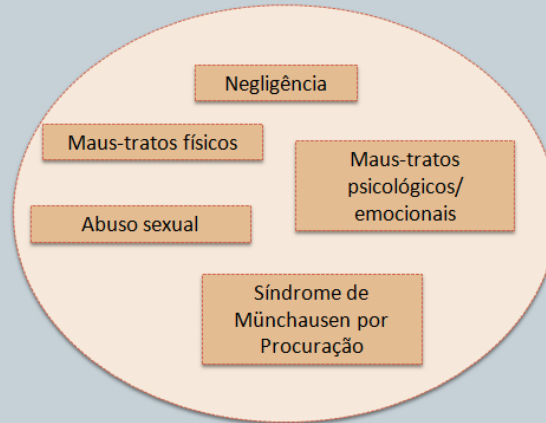 Negligência
Maus-tratos físicos
Maus-tratos
psicológicos/
emocionais
Abuso sexual
Síndrome de
Münchausen por
Procuração